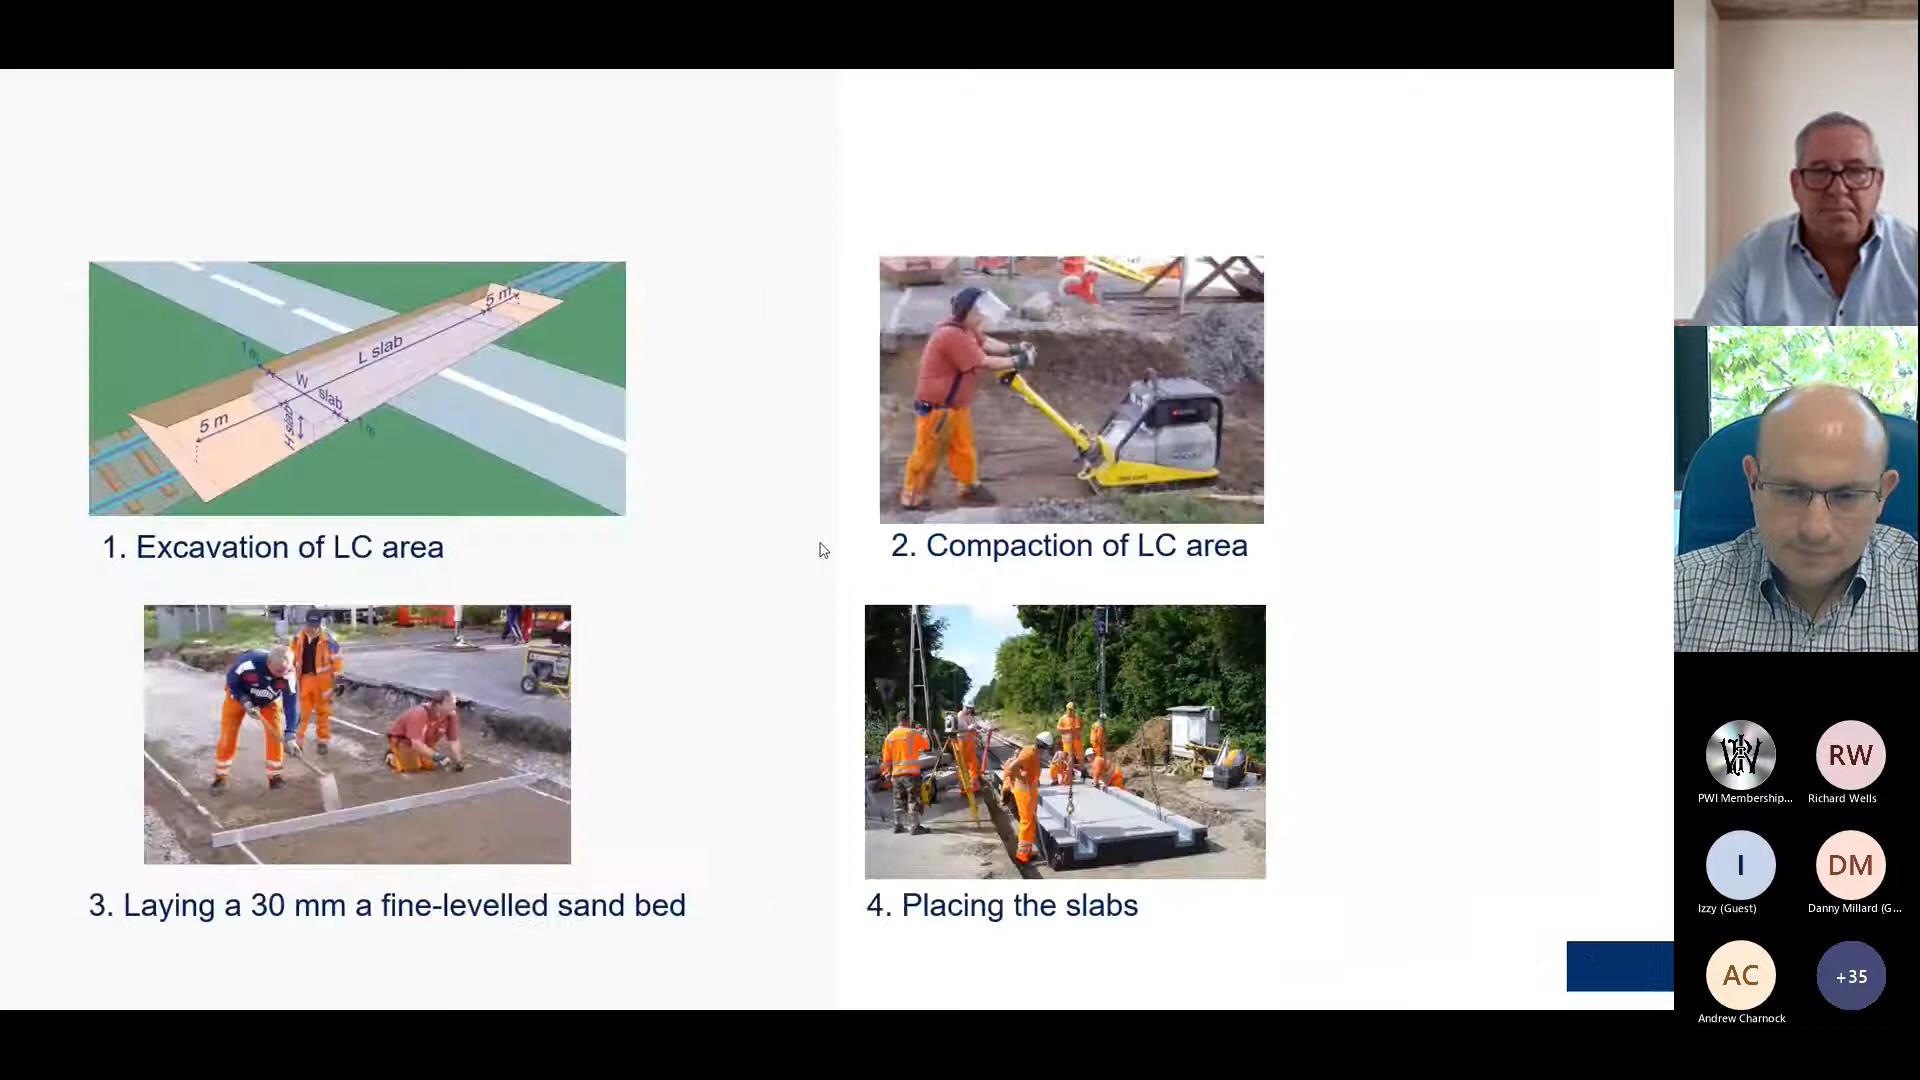 5 m
L slab
1 m
W slab
5 m
H slab
1 m
1. Excavation of LC area
2. Compaction of LC area
3. Laying a 30 mm a fine-levelled sand bed
4. Placing the slabs
RW
PWI Membership...
Richard Wells
I
DM
Izzy (Guest)
Danny Millard (G...
AC
+35
Andrew Charnock